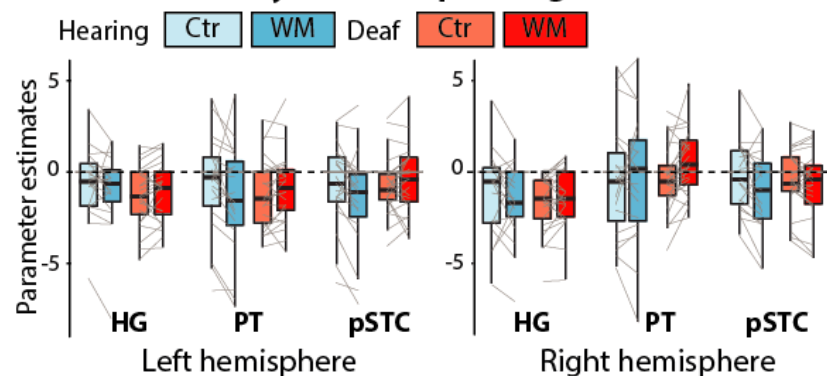 Hearing Ctr WM Deaf Ctr WM
Parameter estimates
5
0
-5
HG PT pSTC
Left hemisphere
5
0
-5
HG PT pSTC
Right hemisphere